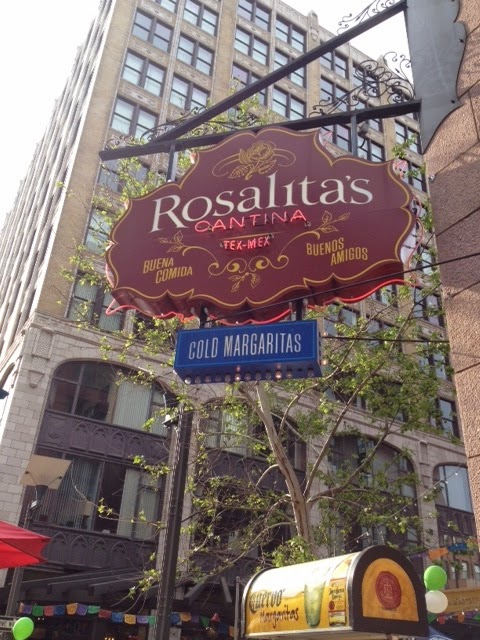 Rosalita's
CANTINA
TEX-MEX
BUENA
COMIDA
BUENOS
AMIGOS
COLD MARGARITAS
Cuervo
Margaritas